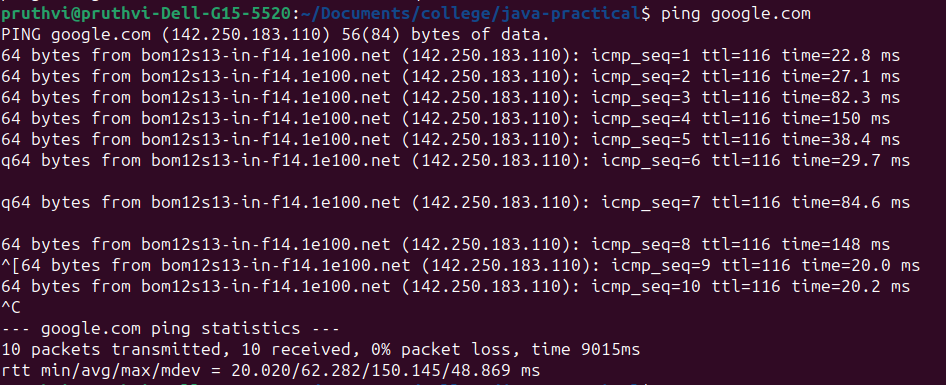 pruthvi@pruthvi-Dell-G15-5520:~/Documents/college/java-practical$ ping google.com
PING google.com (142.250.183.110) 56(84) bytes of data.
64 bytes from bom12s13-in-f14.1e100.net (142.250.183.110): icmp_seq=1 ttl=116 time=22.8 ms
64 bytes from bom12s13-in-f14.1e100.net (142.250.183.110): icmp_seq=2 ttl=116 time=27.1 ms
64 bytes from bom12s13-in-f14.1e100.net (142.250.183.110): icmp_seq=3 ttl=116 time=82.3 ms
64 bytes from bom12s13-in-f14.1e100.net (142.250.183.110): icmp_seq=4 ttl=116 time=150 ms
64 bytes from bom12s13-in-f14.1e100.net (142.250.183.110): icmp_seq=5 ttl=116 time=38.4 ms
q64 bytes from bom12s13-in-f14.1e100.net (142.250.183.110): icmp_seq=6 ttl=116 time=29.7 ms
q64 bytes from bom12s13-in-f14.1e100.net (142.250.183.110): icmp_seq=7 ttl=116 time=84.6 ms
64 bytes from bom12s13-in-f14.1e100.net (142.250.183.110): icmp_seq=8 ttl=116 time=148 ms
^[64 bytes from bom12s13-in-f14.1e100.net (142.250.183.110): icmp_seq=9 ttl=116 time=20.0 ms
64 bytes from bom12s13-in-f14.1e100.net (142.250.183.110): icmp_seq=10 ttl=116 time=20.2 ms
^C
--- google.com ping statistics ---
10 packets transmitted, 10 received, 0% packet loss, time 9015ms
rtt min/avg/max/mdev = 20.020/62.282/150.145/48.869 ms